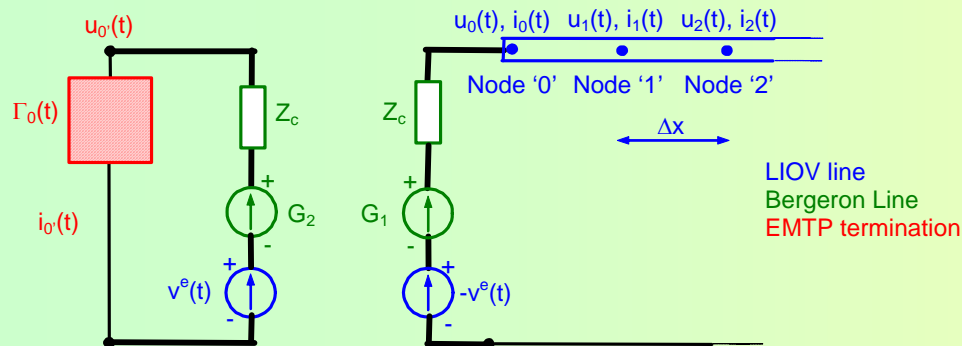 u0'(t)
u0(t), i0(t) u1(t), i1(t) u2(t), i2(t)
Node ‘0’ Node ‘1’ Node ‘2’
Γ0(t)
Zc
Zc
Δx
LIOV line
Bergeron Line
EMTP termination
+
G2
-
+
G1
-
i0'(t)
+
ve(t)
-
+
-ve(t)
-